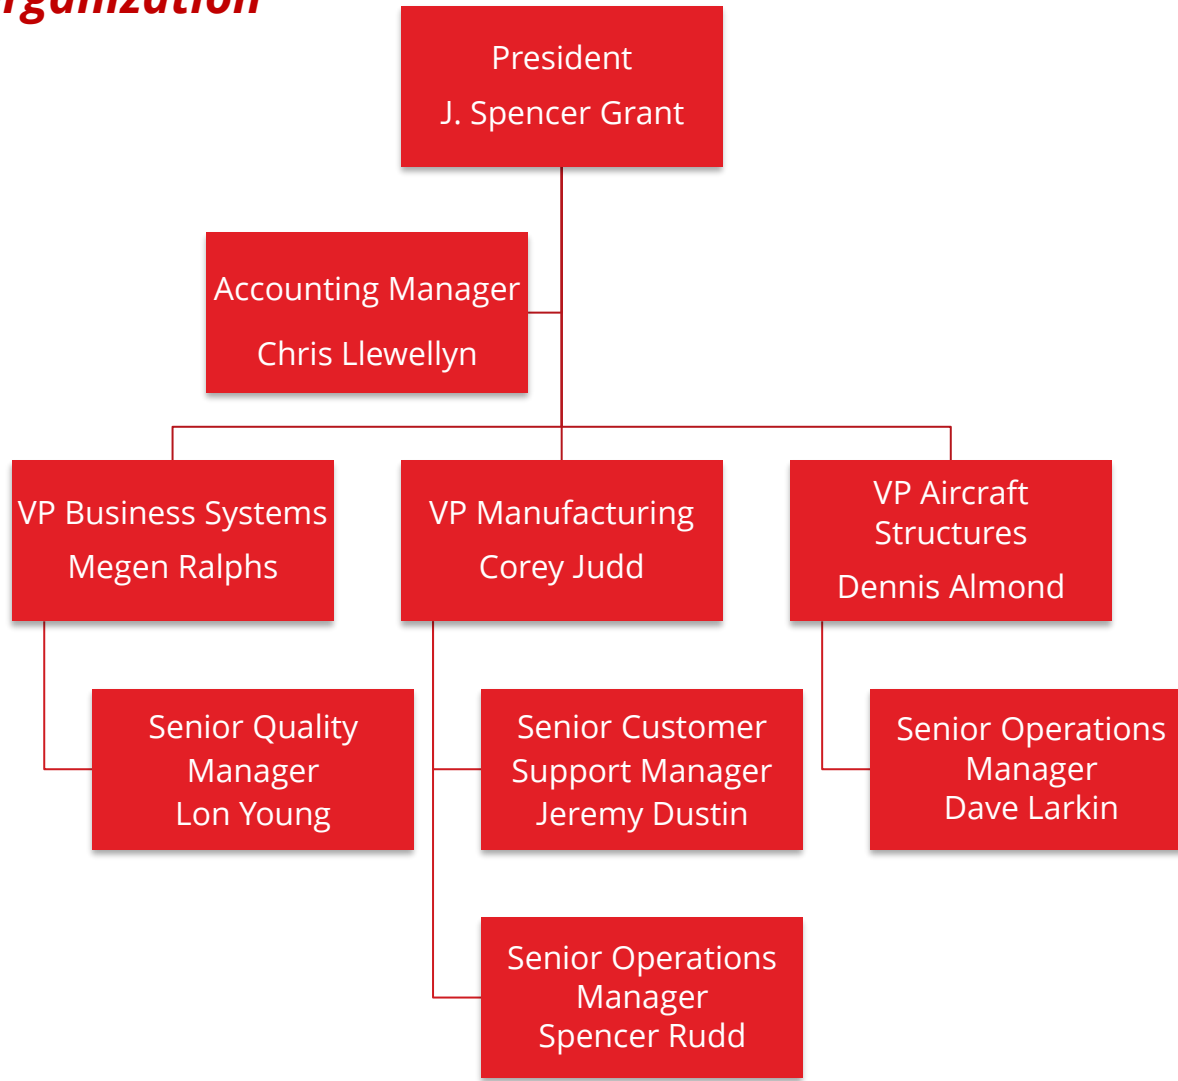 rganization
President
J. Spencer Grant
Accounting Manager
Chris Llewellyn
VP Business Systems
Megen Ralphs
VP Manufacturing
Corey Judd
VP Aircraft
Structures
Dennis Almond
Senior Quality
Manager
Lon Young
Senior Customer
Support Manager
Jeremy Dustin
Senior Operations
Manager
Dave Larkin
Senior Operations
Manager
Spencer Rudd